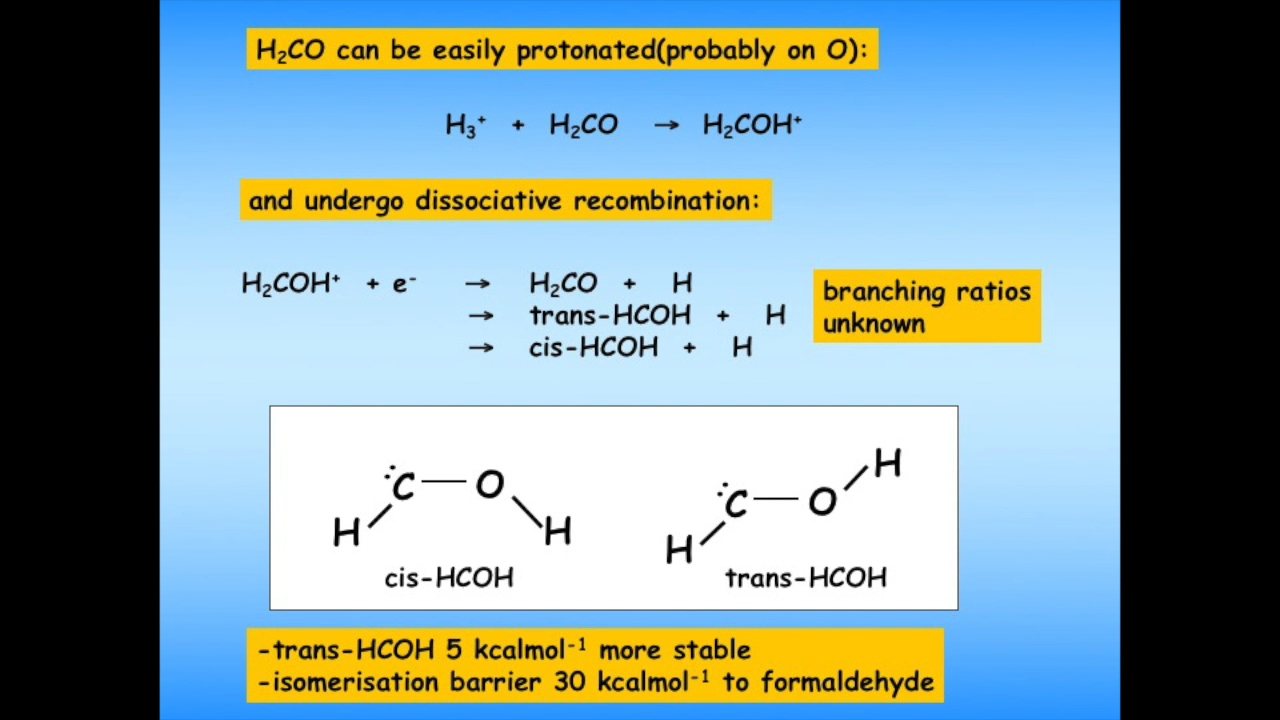 H₂CO can be easily protonated(probably on O):
H₃⁺ + H₂CO → H₂COH⁺
and undergo dissociative recombination:
H₂COH⁺ + e⁻ → H₂CO + H
→ trans-HCOH + H
→ cis-HCOH + H
branching ratios
unknown
:C — O
H H
cis-HCOH
H
:C — O
H
trans-HCOH
-trans-HCOH 5 kcalmol⁻¹ more stable
-isomerisation barrier 30 kcalmol⁻¹ to formaldehyde